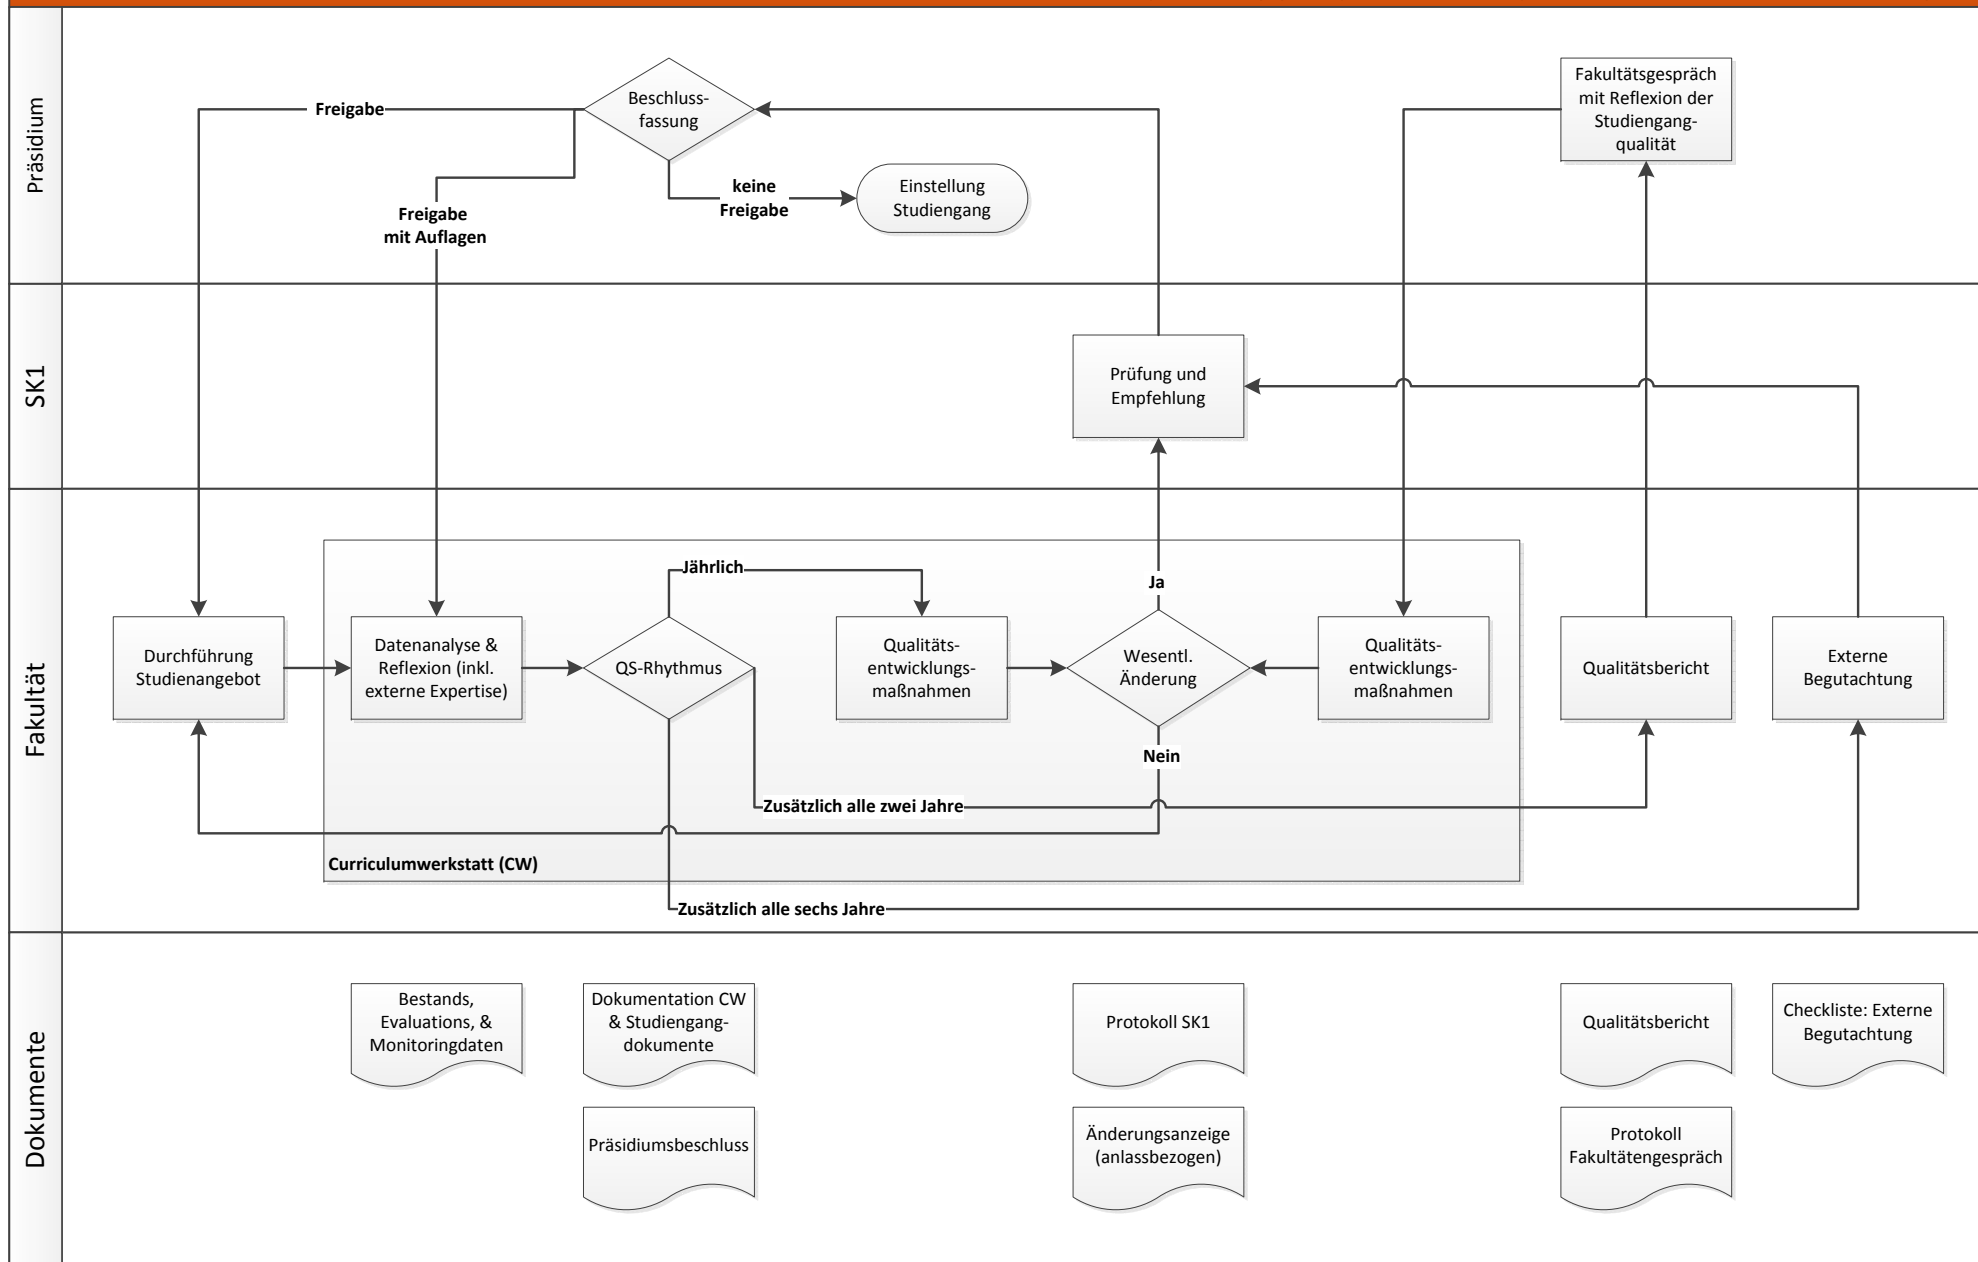 Präsidium
Freigabe
Beschluss-
fassung
Fakultätsgespräch
mit Reflexion der
Studiengang-
qualität
keine
Freigabe
Einstellung
Studiengang
Freigabe
mit Auflagen
SK1
Prüfung und
Empfehlung
Fakultät
Jährlich
Ja
Durchführung
Studienangebot
Datenanalyse &
Reflexion (inkl.
externe Expertise)
QS-Rhythmus
Qualitäts-
entwicklungs-
maßnahmen
Wesentl.
Änderung
Qualitäts-
entwicklungs-
maßnahmen
Qualitätsbericht
Externe
Begutachtung
Nein
Zusätzlich alle zwei Jahre
Curriculumwerkstatt (CW)
Zusätzlich alle sechs Jahre
Dokumente
Bestands,
Evaluations, &
Monitoringdaten
Dokumentation CW
& Studiengang-
dokumente
Protokoll SK1
Qualitätsbericht
Checkliste: Externe
Begutachtung
Präsidiumsbeschluss
Änderungsanzeige
(anlassbezogen)
Protokoll
Fakultätengespräch